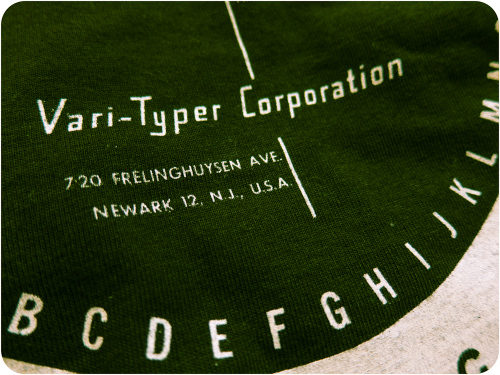 Vari-Typer Corporation
720 FRELINGHUYSEN AVE.
NEWARK 12, N.J., U.S.A.
B C D E F G H I J K L M N
C